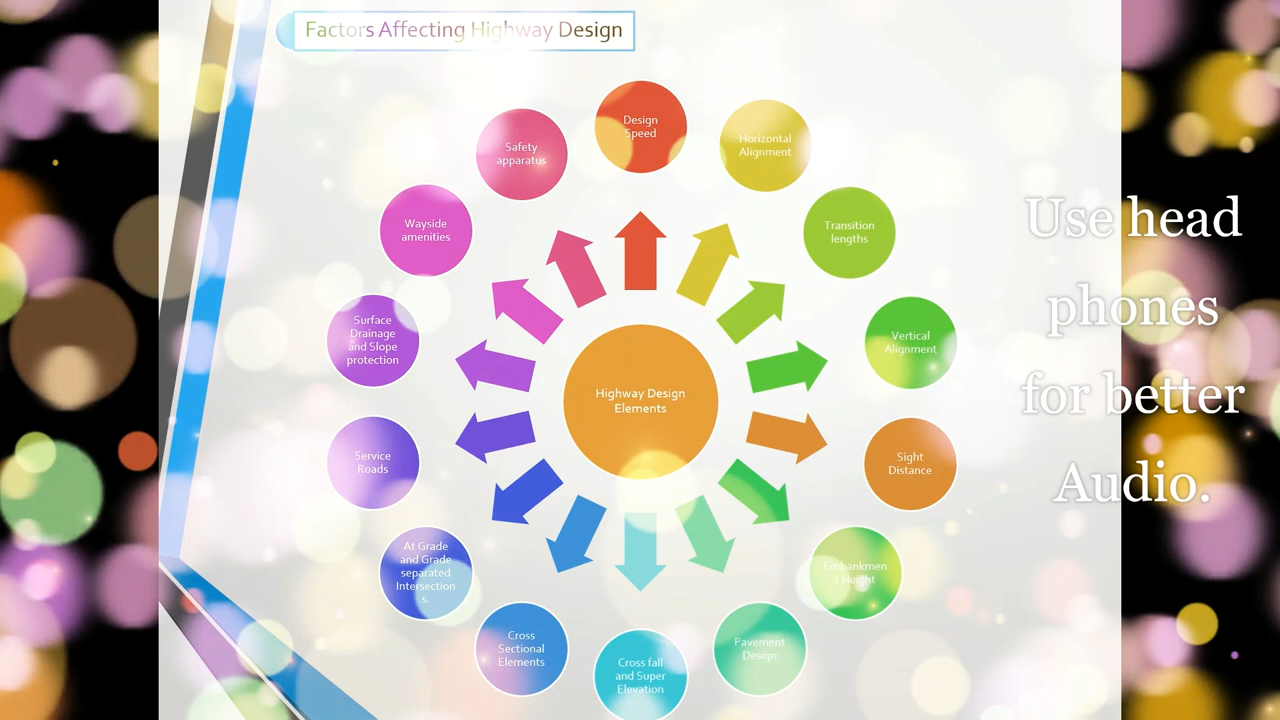 Factors Affecting Highway Design
Design
Speed
Horizontal
Alignment
Transition
lengths
Vertical
Alignment
Sight
Distance
Embankmen
t Height
Pavement
Design
Cross fall
and Super
Elevation
Cross
Sectional
Elements
At Grade
and Grade
separated
Intersection
s.
Service
Roads
Surface
Drainage
and Slope
protection
Wayside
amenities
Safety
apparatus
Highway Design
Elements
Use head
phones
for better
Audio.